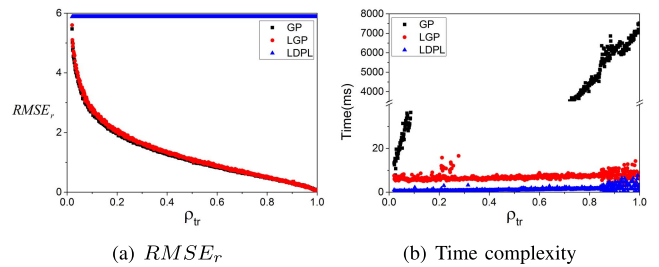 6
4
2
0
RMSE_r
0.0 0.2 0.4 0.6 0.8 1.0
ρ_tr
GP
LGP
LDPL
(a) RMSE_r
8000
7000
6000
5000
4000
20
0
Time(ms)
0.0 0.2 0.4 0.6 0.8 1.0
ρ_tr
GP
LGP
LDPL
(b) Time complexity